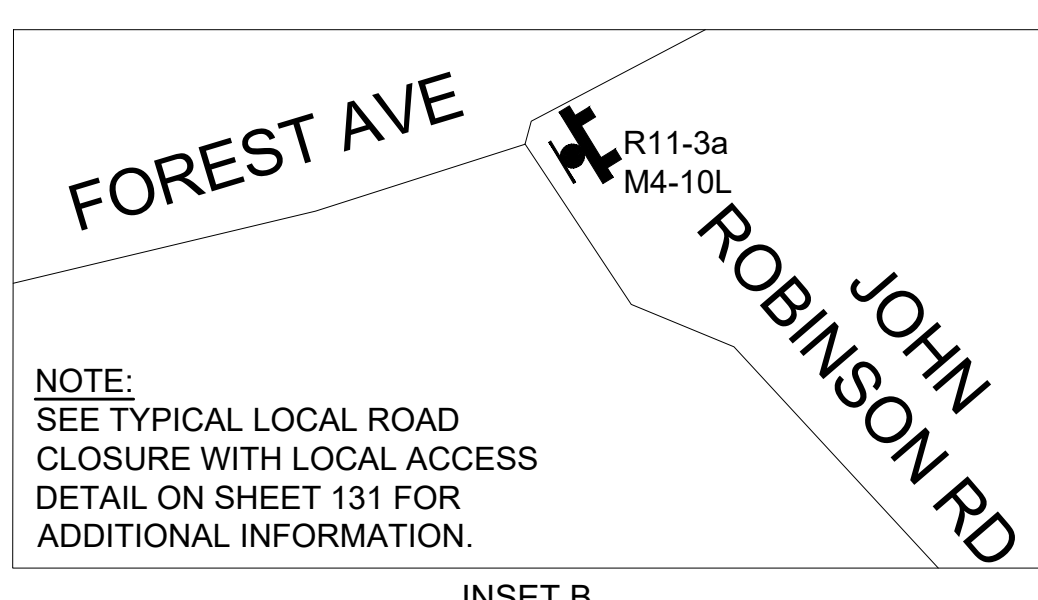 FOREST AVE
R11-3a
M4-10L
JOHN
ROBINSON RD
NOTE:
SEE TYPICAL LOCAL ROAD
CLOSURE WITH LOCAL ACCESS
DETAIL ON SHEET 131 FOR
ADDITIONAL INFORMATION.
INSET B